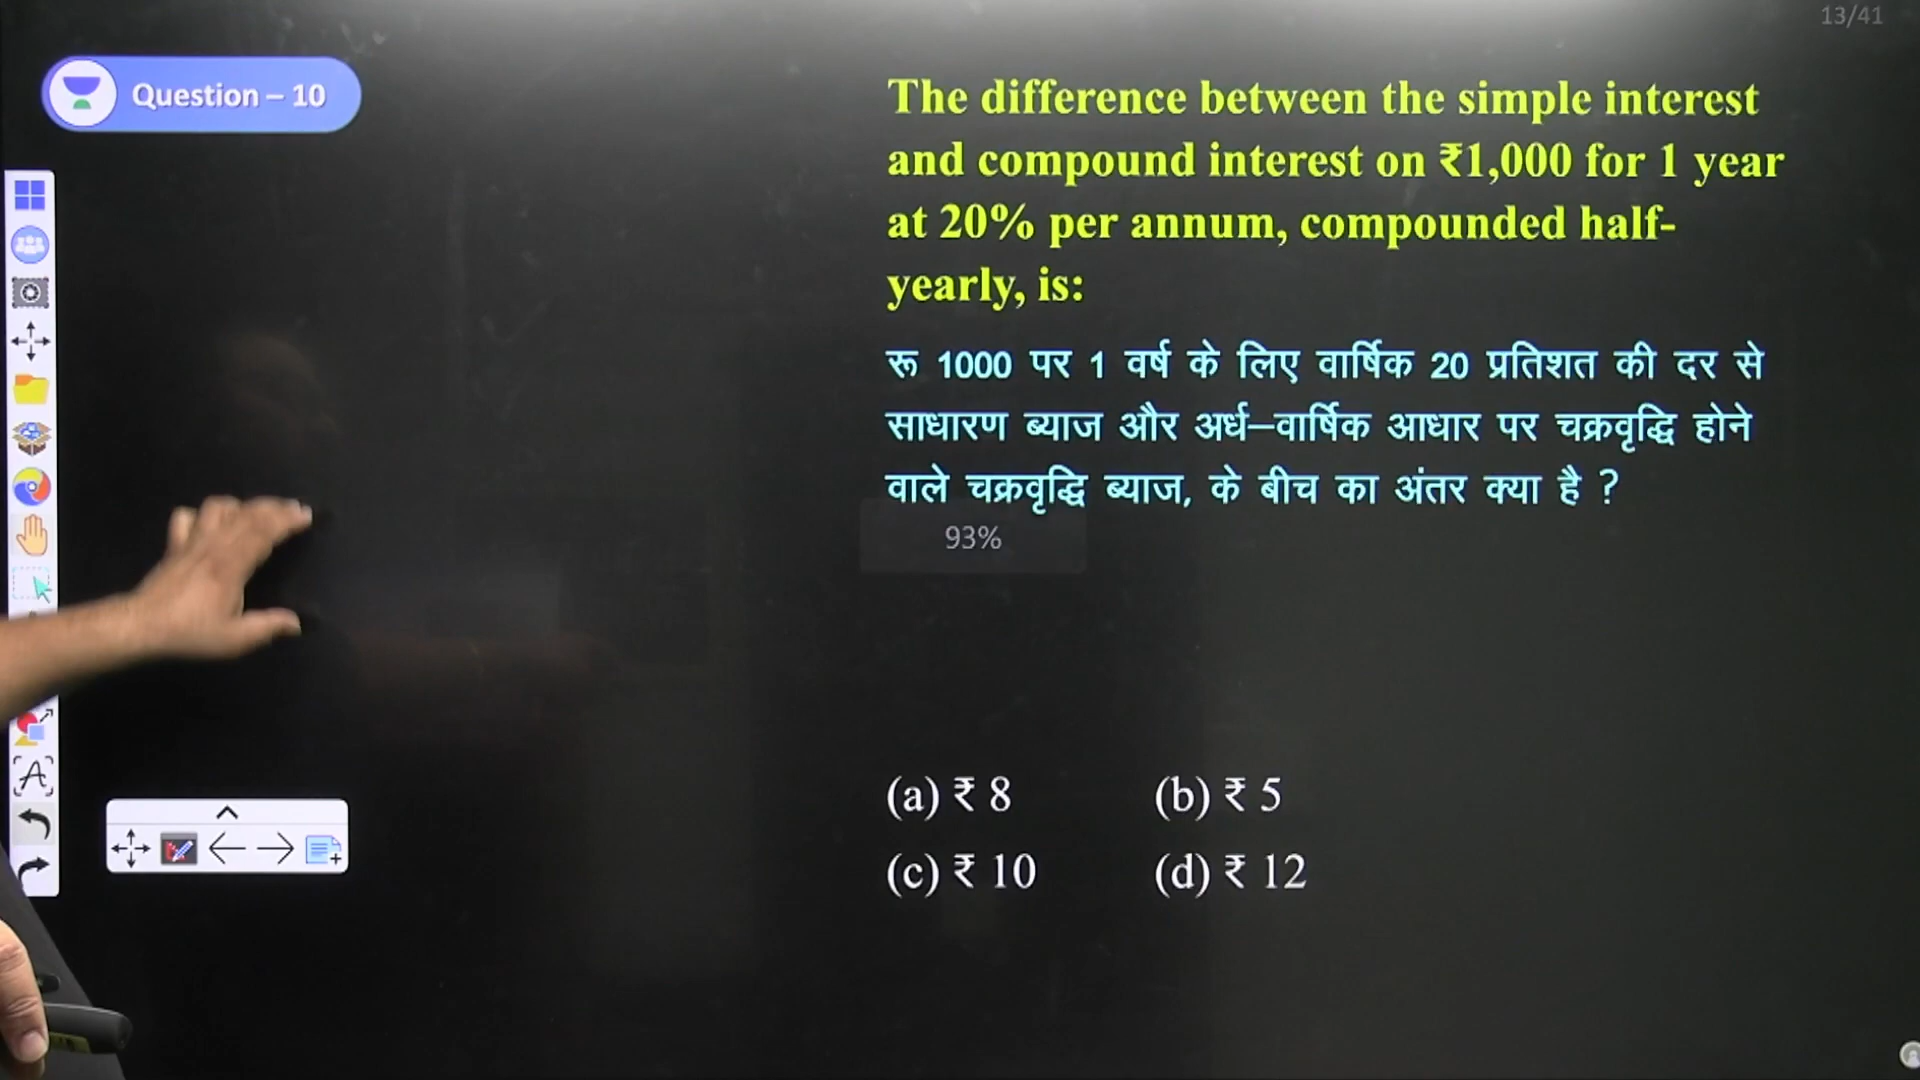 13/41
Question – 10
The difference between the simple interest
and compound interest on ₹1,000 for 1 year
at 20% per annum, compounded half-
yearly, is:
रू 1000 पर 1 वर्ष के लिए वार्षिक 20 प्रतिशत की दर से
साधारण ब्याज और अर्ध–वार्षिक आधार पर चक्रवृद्धि होने
वाले चक्रवृद्धि ब्याज, के बीच का अंतर क्या है ?
93%
(a) ₹ 8 (b) ₹ 5
(c) ₹ 10 (d) ₹ 12